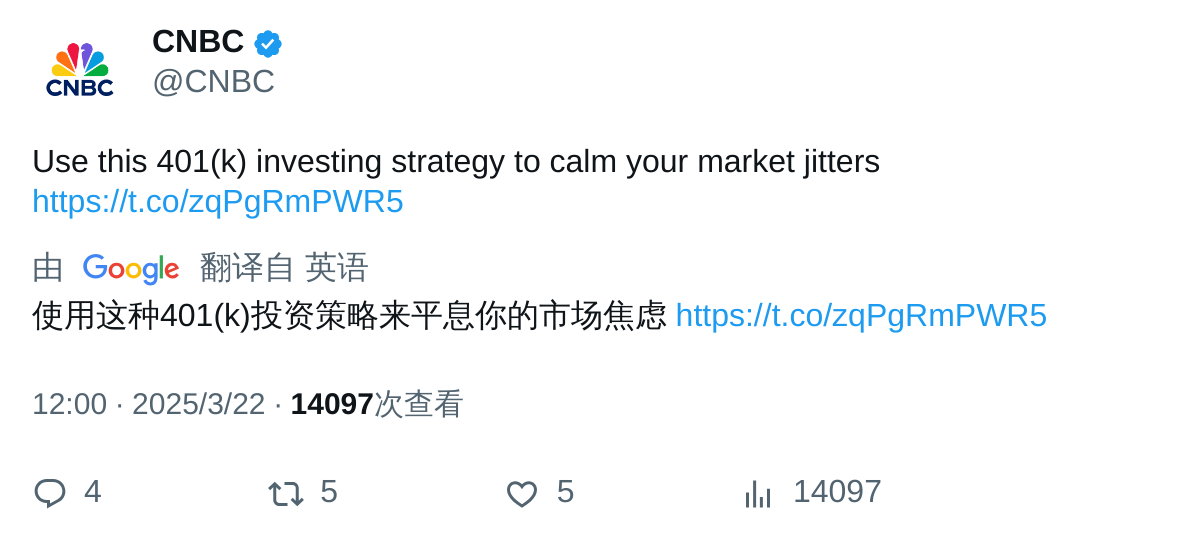 CNBC
CNBC
@CNBC
Use this 401(k) investing strategy to calm your market jitters
https://t.co/zqPgRmPWR5
由 Google 翻译自 英语
使用这种401(k)投资策略来平息你的市场焦虑 https://t.co/zqPgRmPWR5
12:00 · 2025/3/22 · 14097次查看
4 5 5 14097